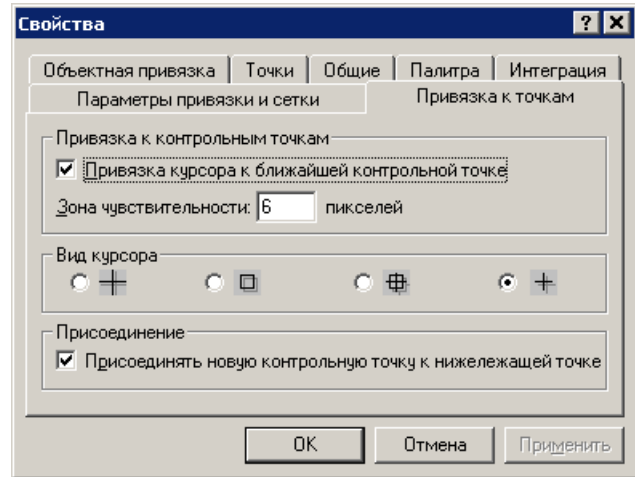 Свойства
Объектная привязка Точки Общие Палитра Интеграция
Параметры привязки и сетки Привязка к точкам
Привязка к контрольным точкам
Привязка курсора к ближайшей контрольной точке
Зона чувствительности: 6 пикселей
Вид курсора
Присоединение
Присоединять новую контрольную точку к нижележащей точке
OK Отмена Применить